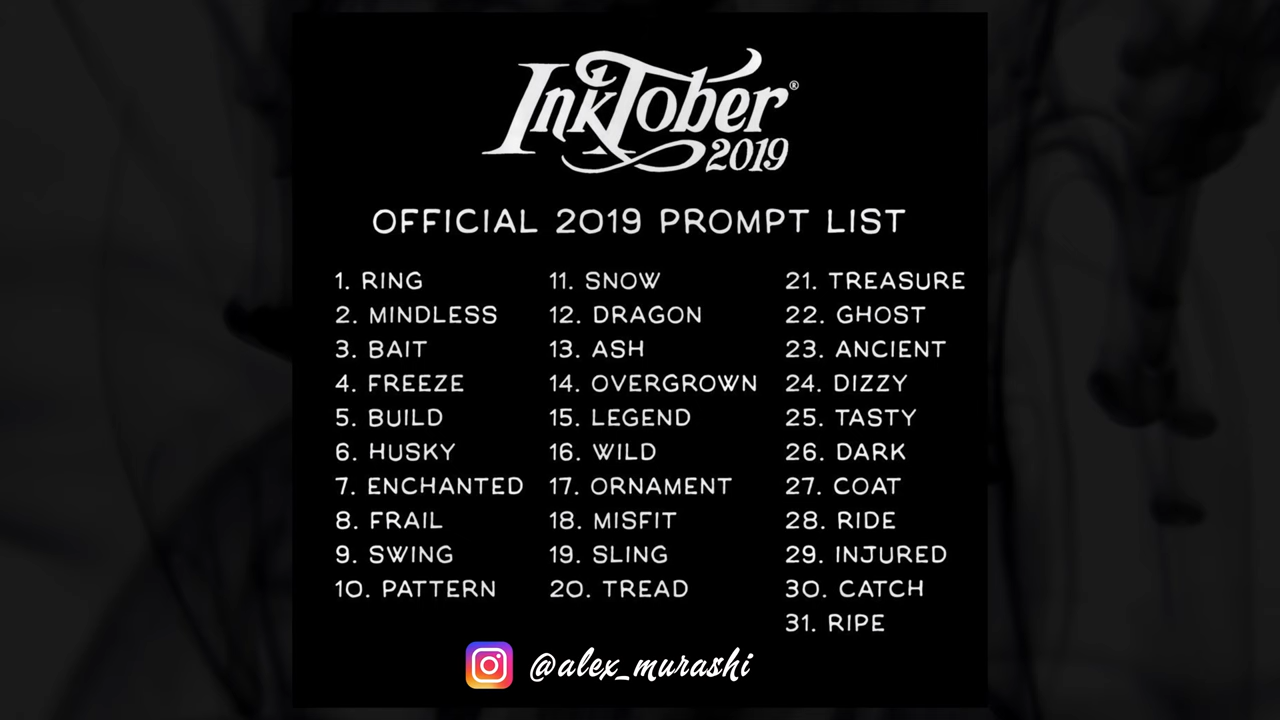 InkTober®
2019
OFFICIAL 2019 PROMPT LIST
1. RING
2. MINDLESS
3. BAIT
4. FREEZE
5. BUILD
6. HUSKY
7. ENCHANTED
8. FRAIL
9. SWING
10. PATTERN
11. SNOW
12. DRAGON
13. ASH
14. OVERGROWN
15. LEGEND
16. WILD
17. ORNAMENT
18. MISFIT
19. SLING
20. TREAD
21. TREASURE
22. GHOST
23. ANCIENT
24. DIZZY
25. TASTY
26. DARK
27. COAT
28. RIDE
29. INJURED
30. CATCH
31. RIPE
@alex_murashi